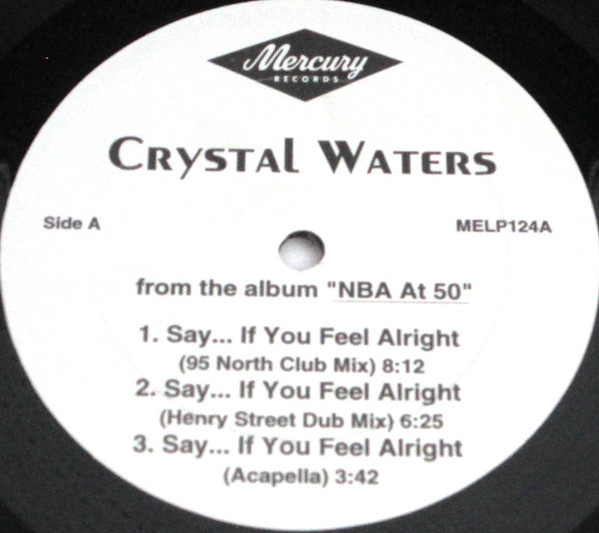 Mercury
RECORDS
CRYSTAL WATERS
Side A
MELP124A
from the album "NBA At 50"
1. Say... If You Feel Alright
(95 North Club Mix) 8:12
2. Say... If You Feel Alright
(Henry Street Dub Mix) 6:25
3. Say... If You Feel Alright
(Acapella) 3:42